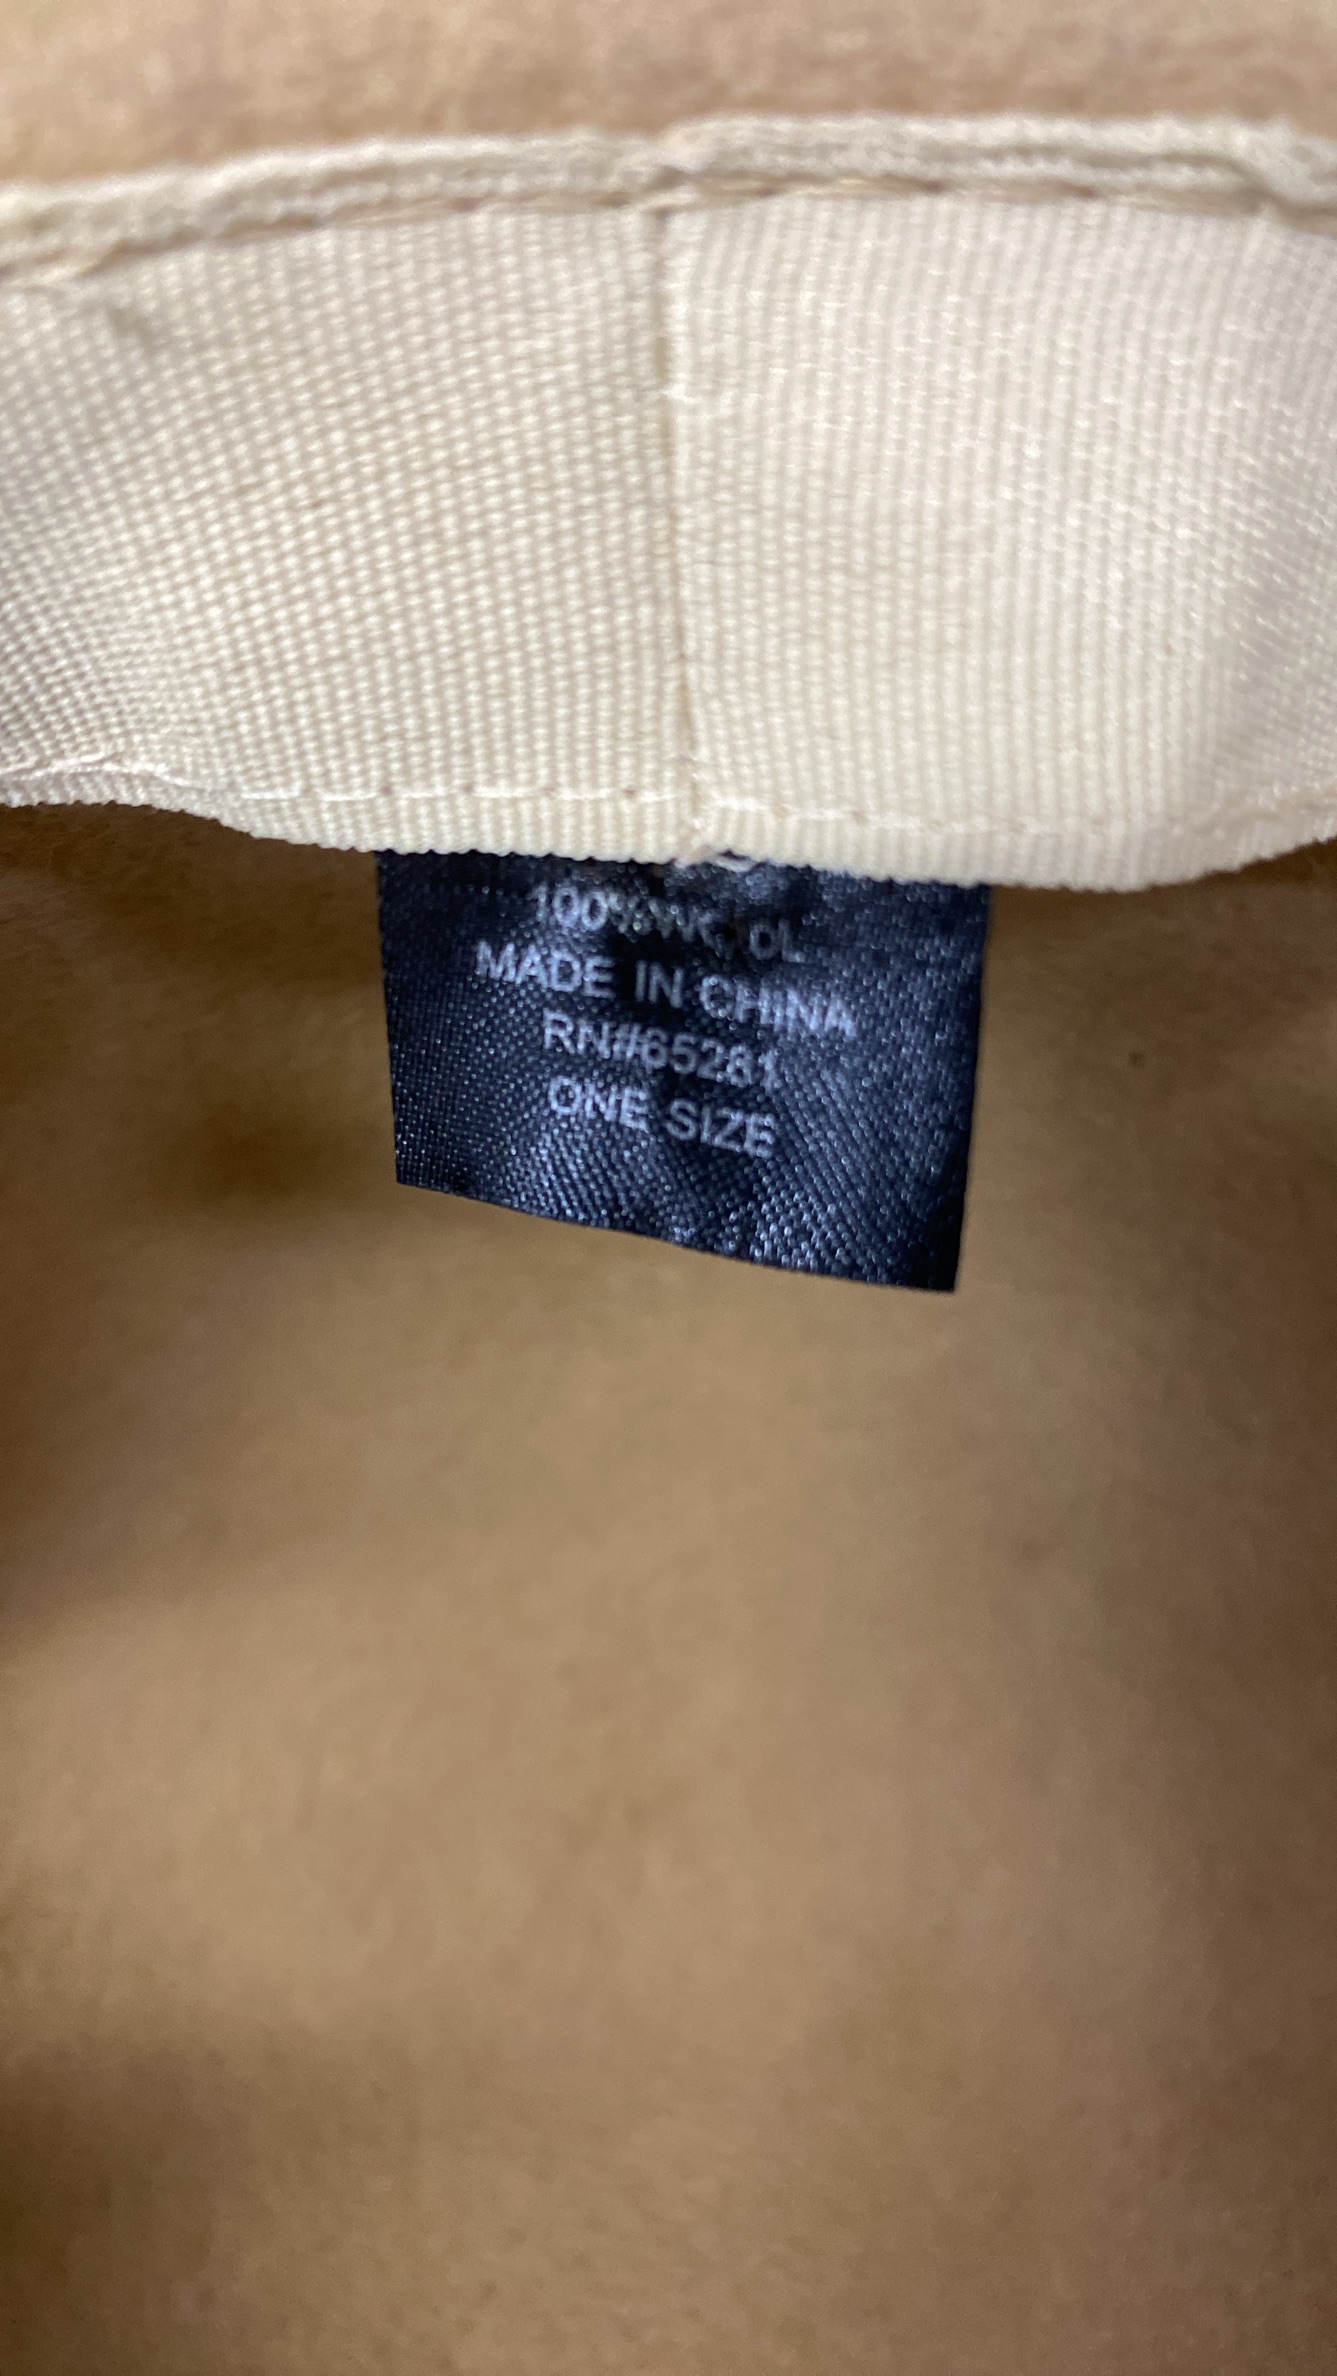 100% WOOL
MADE IN CHINA
RN#65281
ONE SIZE